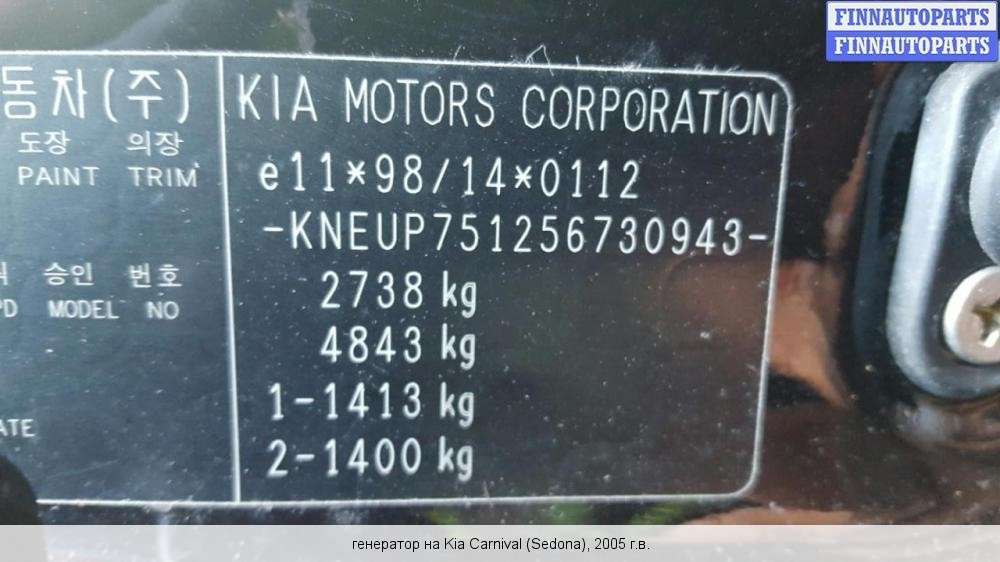 FINNAUTOPARTS
FINNAUTOPARTS
동차(주)
도장 의장
PAINT TRIM
승인 번호
MODEL NO
KIA MOTORS CORPORATION
e11*98/14*0112
-KNEUP751256730943-
2738 kg
4843 kg
1-1413 kg
2-1400 kg
генератор на Kia Carnival (Sedona), 2005 г.в.